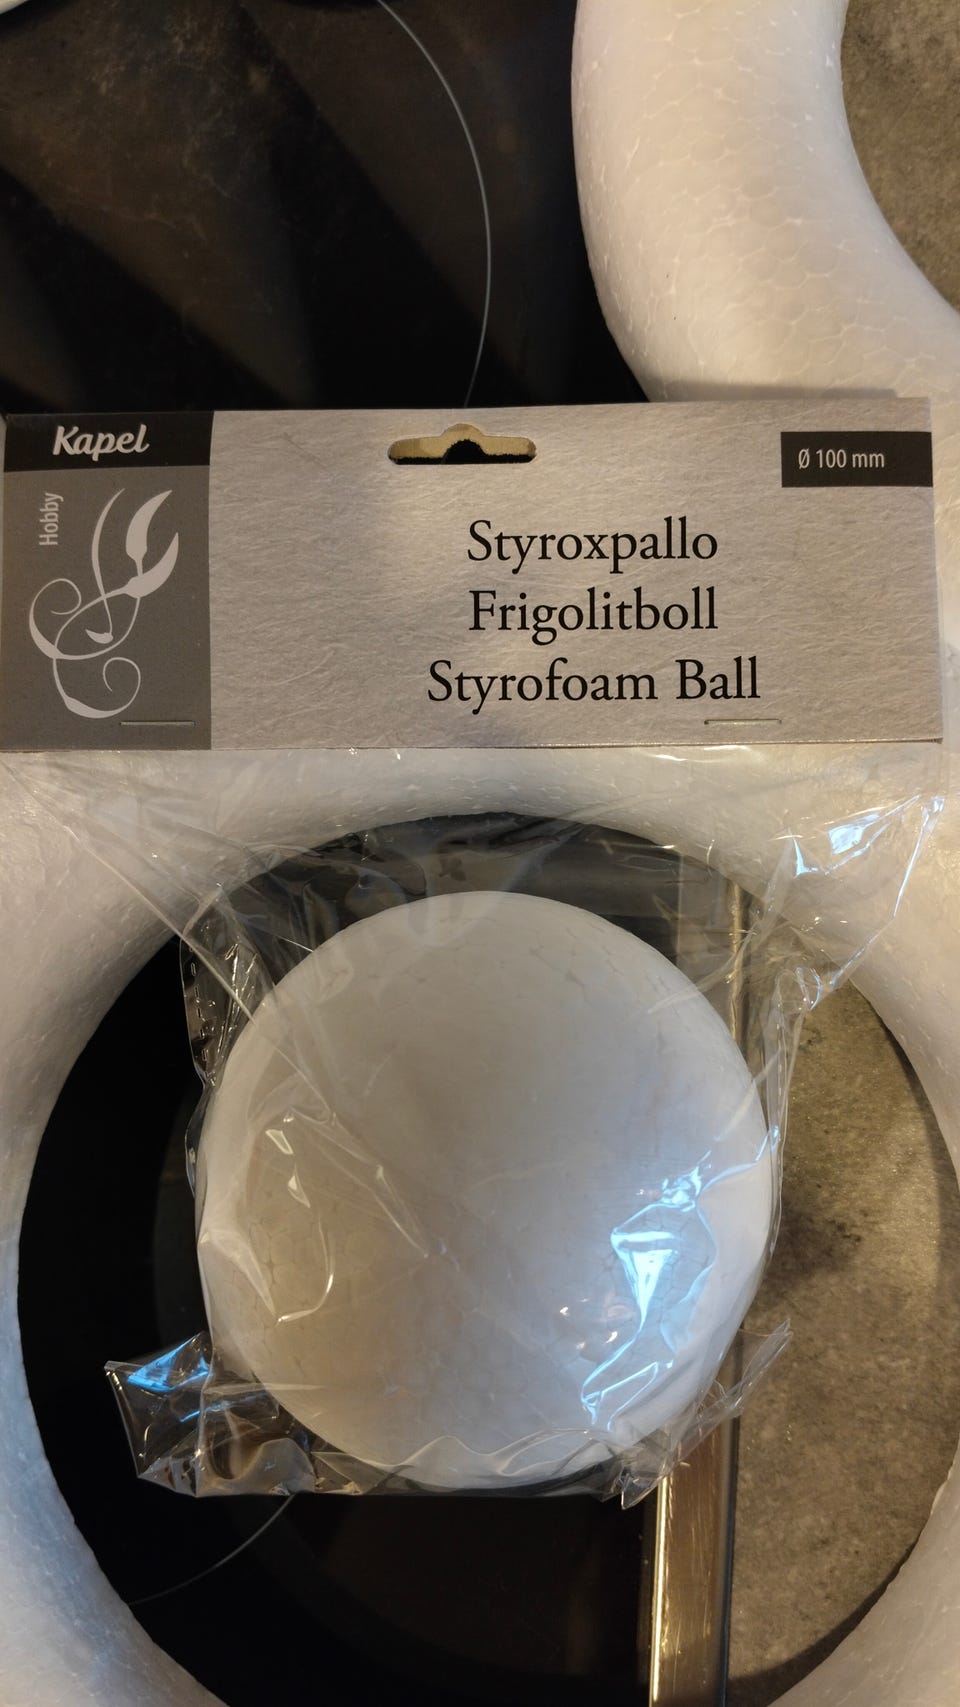 Kapel
Hobby
Ø 100 mm
Styroxpallo
Frigolitboll
Styrofoam Ball